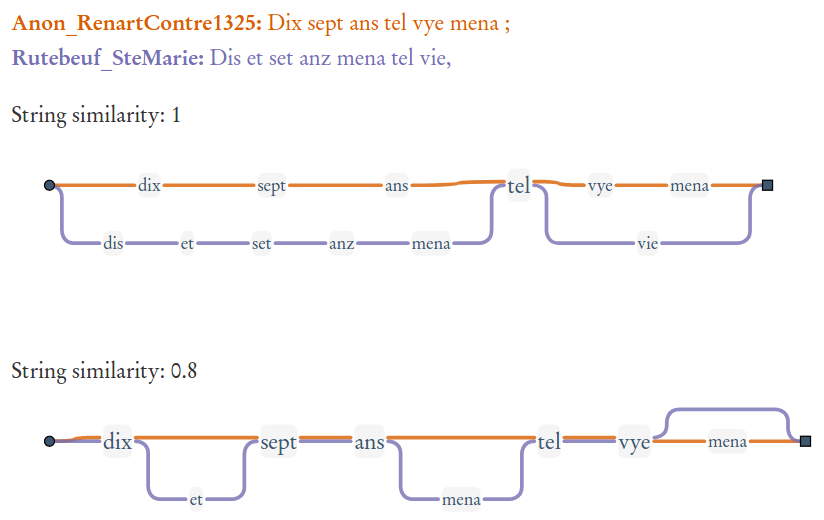 Anon_RenartContre1325: Dix sept ans tel vye mena ;
Rutebeuf_SteMarie: Dis et set anz mena tel vie,
String similarity: 1
dix sept ans tel vye mena
dis et set anz mena vie
String similarity: 0.8
dix sept ans tel vye mena
et mena